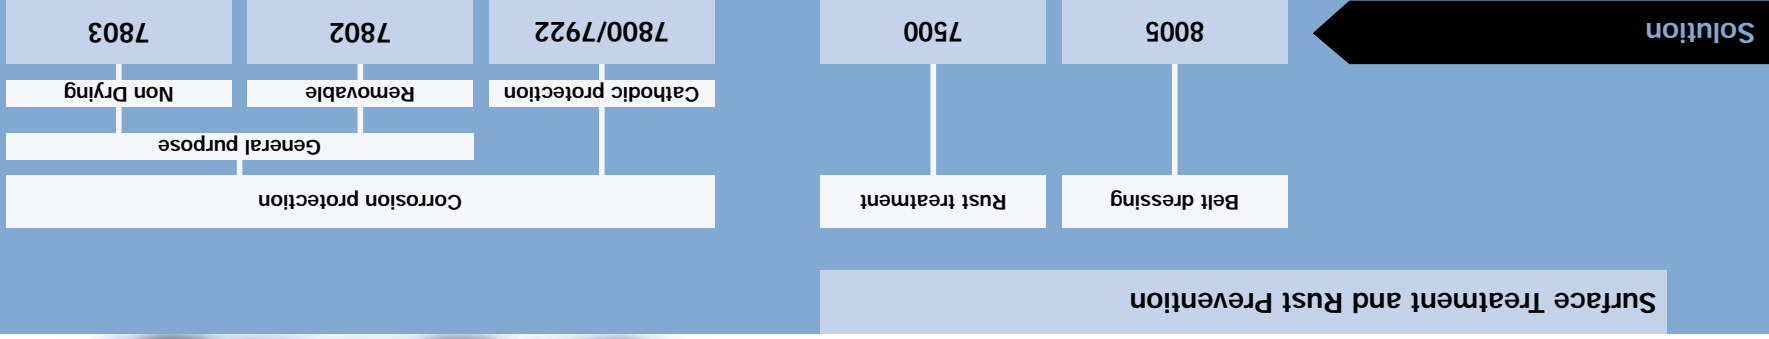 Surface Treatment and Rust Prevention
Belt dressing
Rust treatment
Corrosion protection
General purpose
Cathodic protection
Removable
Non Drying
Solution
8005
7500
7800/7922
7802
7803